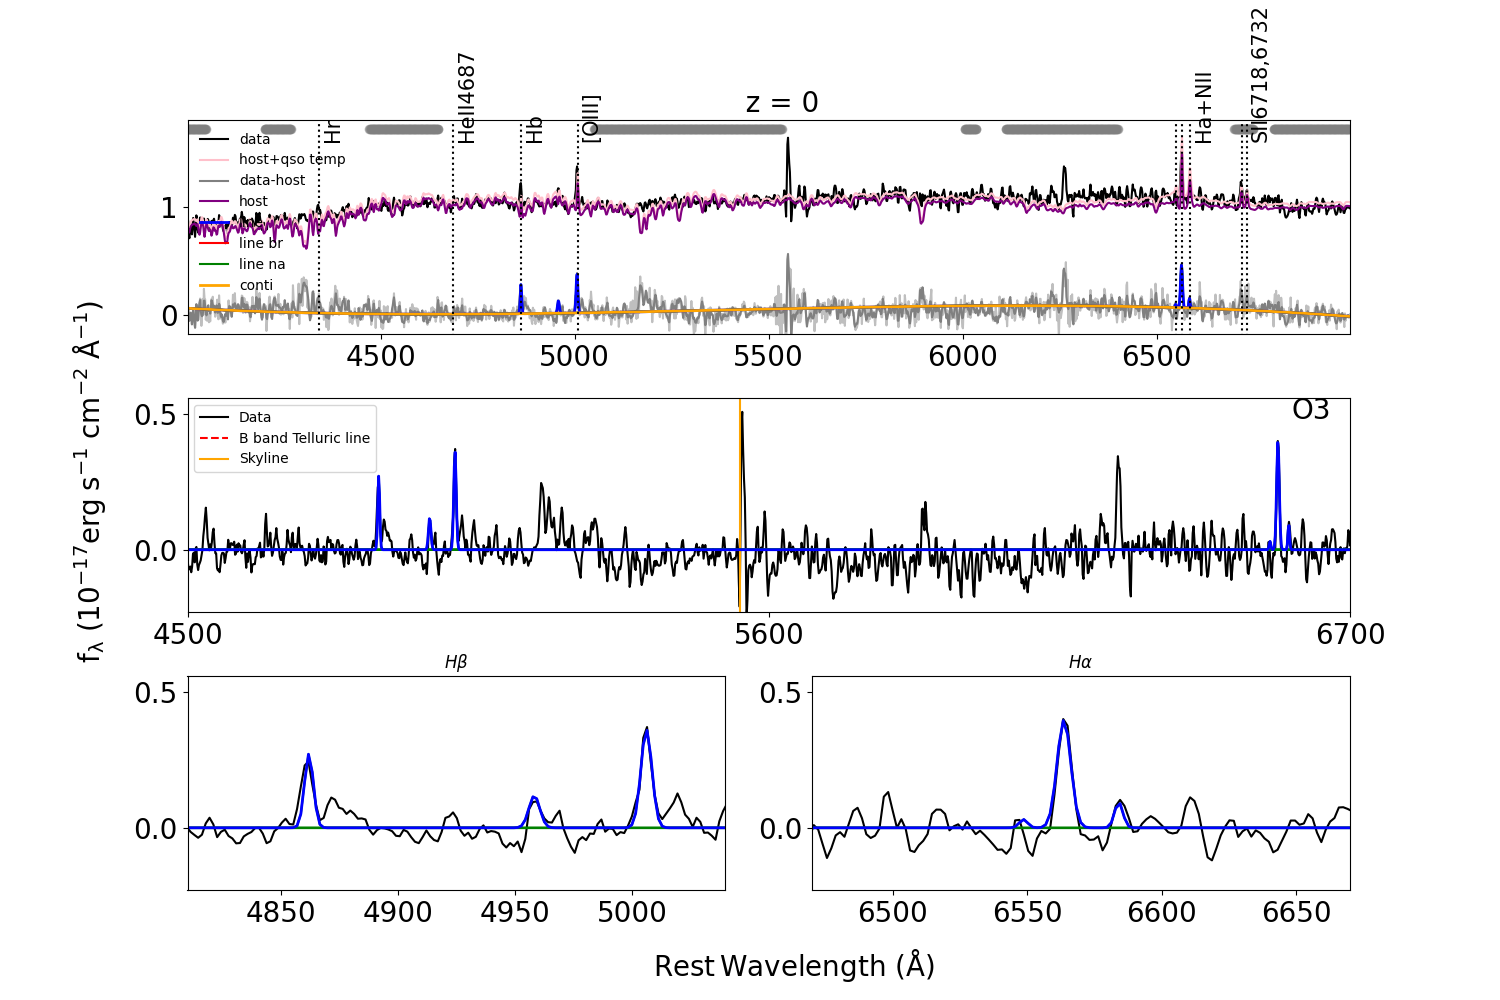 z = 0
Hr
HeII4687
Hb
[OIII]
Ha+NII
SII6718,6732
data
host+qso temp
data-host
host
line br
line na
conti
1
0
4500 5000 5500 6000 6500
fλ (10⁻¹⁷erg s⁻¹ cm⁻² Å⁻¹)
O3
Data
B band Telluric line
Skyline
0.5
0.0
4500 5600 6700
Hβ
0.5
0.0
4850 4900 4950 5000
Hα
0.5
0.0
6500 6550 6600 6650
Rest Wavelength (Å)